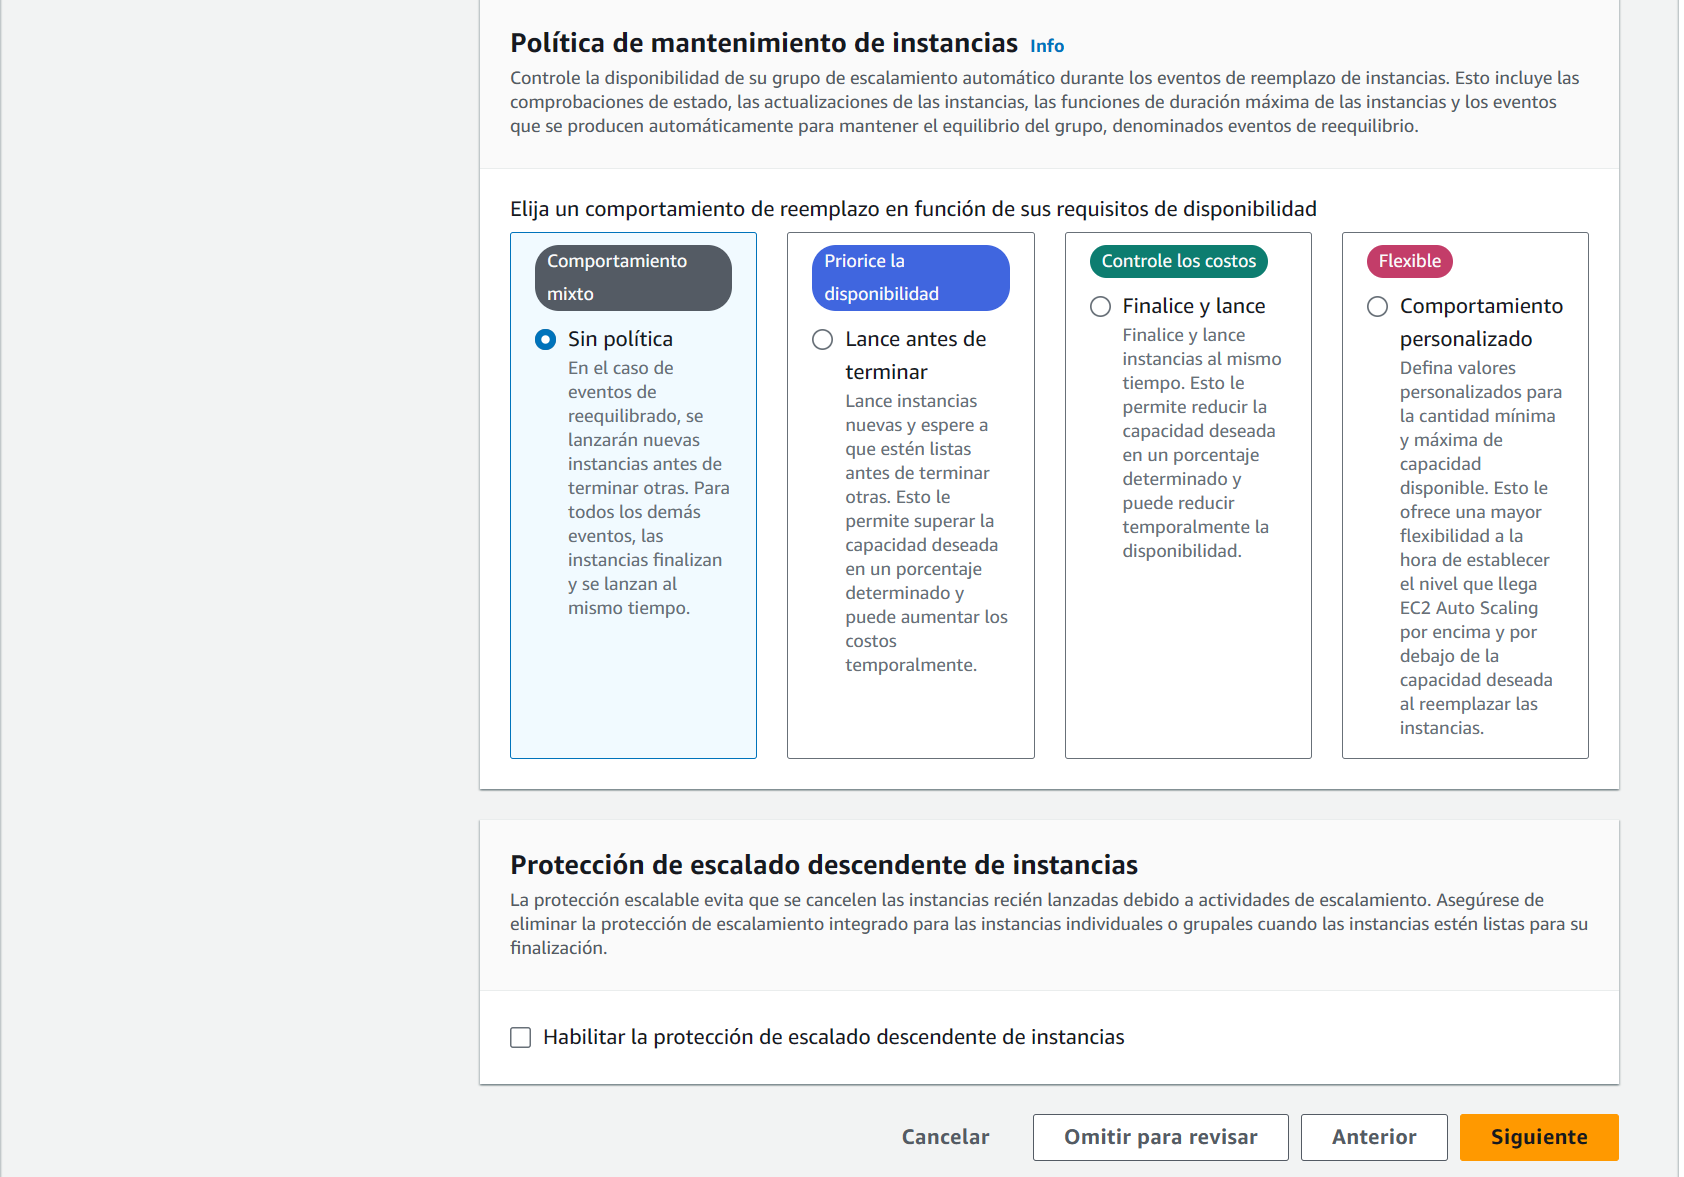 Política de mantenimiento de instancias Info
Controle la disponibilidad de su grupo de escalamiento automático durante los eventos de reemplazo de instancias. Esto incluye las
comprobaciones de estado, las actualizaciones de las instancias, las funciones de duración máxima de las instancias y los eventos
que se producen automáticamente para mantener el equilibrio del grupo, denominados eventos de reequilibrio.
Elija un comportamiento de reemplazo en función de sus requisitos de disponibilidad
Comportamiento
mixto
Sin política
En el caso de
eventos de
reequilibrado, se
lanzarán nuevas
instancias antes de
terminar otras. Para
todos los demás
eventos, las
instancias finalizan
y se lanzan al
mismo tiempo.
Priorice la
disponibilidad
Lance antes de
terminar
Lance instancias
nuevas y espere a
que estén listas
antes de terminar
otras. Esto le
permite superar la
capacidad deseada
en un porcentaje
determinado y
puede aumentar los
costos
temporalmente.
Controle los costos
Finalice y lance
Finalice y lance
instancias al mismo
tiempo. Esto le
permite reducir la
capacidad deseada
en un porcentaje
determinado y
puede reducir
temporalmente la
disponibilidad.
Flexible
Comportamiento
personalizado
Defina valores
personalizados para
la cantidad mínima
y máxima de
capacidad
disponible. Esto le
ofrece una mayor
flexibilidad a la
hora de establecer
el nivel que llega
EC2 Auto Scaling
por encima y por
debajo de la
capacidad deseada
al reemplazar las
instancias.
Protección de escalado descendente de instancias
La protección escalable evita que se cancelen las instancias recién lanzadas debido a actividades de escalamiento. Asegúrese de
eliminar la protección de escalamiento integrado para las instancias individuales o grupales cuando las instancias estén listas para su
finalización.
Habilitar la protección de escalado descendente de instancias
Cancelar
Omitir para revisar
Anterior
Siguiente